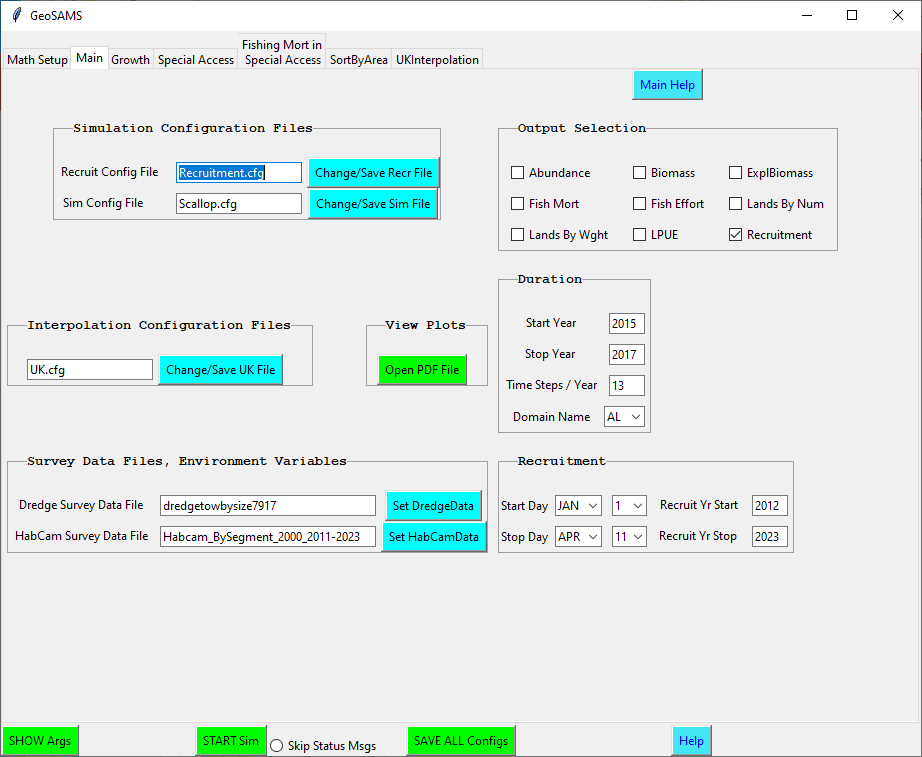 GeoSAMS
Math Setup Main Growth Special Access Fishing Mort in Special Access SortByArea UKInterpolation
Main Help
Simulation Configuration Files
Recruit Config File Recruitment.cfg Change/Save Recr File
Sim Config File Scallop.cfg Change/Save Sim File
Output Selection
Abundance Biomass ExplBiomass
Fish Mort Fish Effort Lands By Num
Lands By Wght LPUE Recruitment
Interpolation Configuration Files
UK.cfg Change/Save UK File
View Plots
Open PDF File
Duration
Start Year 2015
Stop Year 2017
Time Steps / Year 13
Domain Name AL
Survey Data Files, Environment Variables
Dredge Survey Data File dredgetowbysize7917 Set DredgeData
HabCam Survey Data File Habcam_BySegment_2000_2011-2023 Set HabCamData
Recruitment
Start Day JAN 1 Recruit Yr Start 2012
Stop Day APR 11 Recruit Yr Stop 2023
SHOW Args START Sim Skip Status Msgs SAVE ALL Configs Help